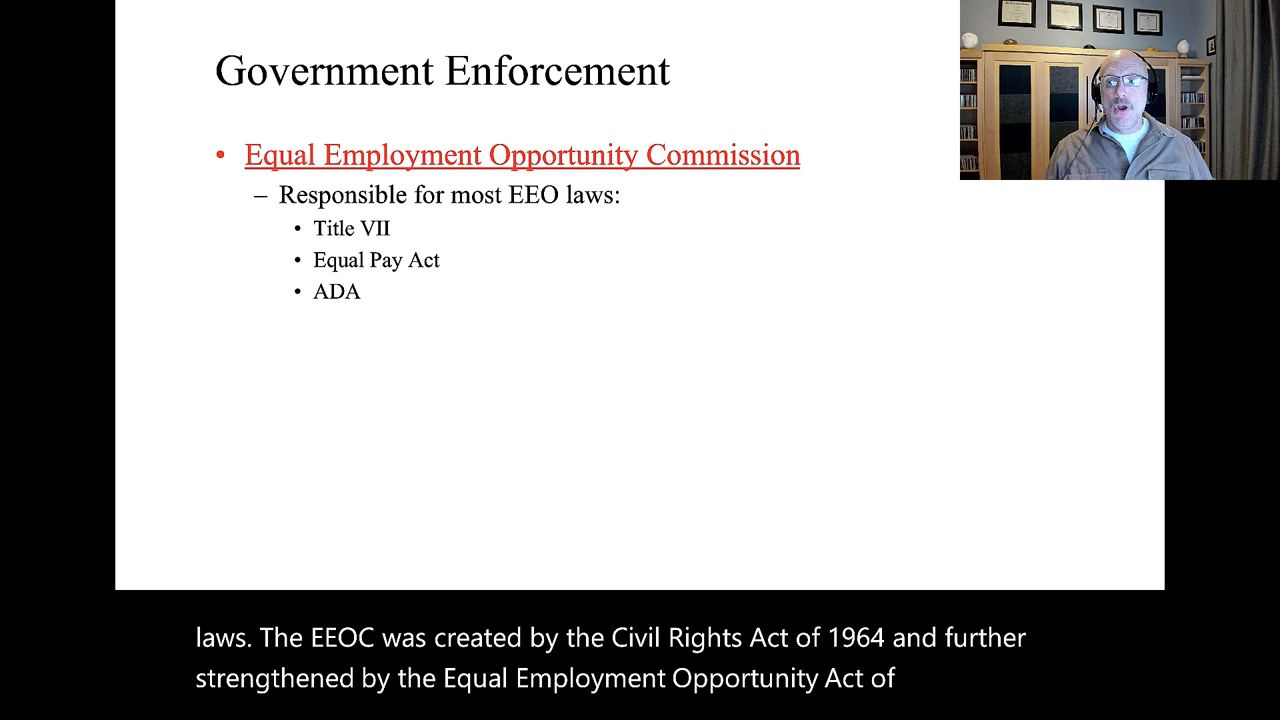 Government Enforcement
• Equal Employment Opportunity Commission
– Responsible for most EEO laws:
• Title VII
• Equal Pay Act
• ADA
laws. The EEOC was created by the Civil Rights Act of 1964 and further
strengthened by the Equal Employment Opportunity Act of